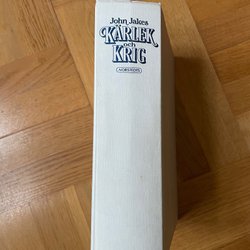 John Jakes
KÄRLEK
och
KRIG
NORSTEDTS